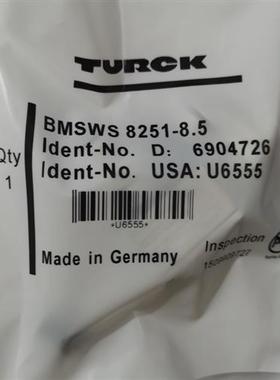 TURCK
BMSWS 8251-8.5
Qty
1
Ident-No. D: 6904726
Ident-No. USA: U6555
*U6555*
Made in Germany
Inspection